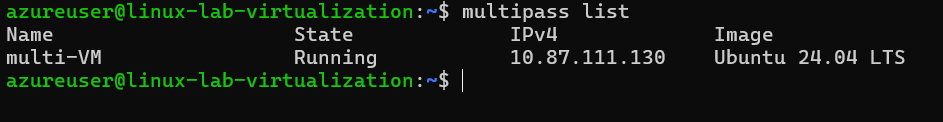 azureuser@linux-lab-virtualization:~$ multipass list
Name                    State             IPv4             Image
multi-VM                Running           10.87.111.130    Ubuntu 24.04 LTS
azureuser@linux-lab-virtualization:~$